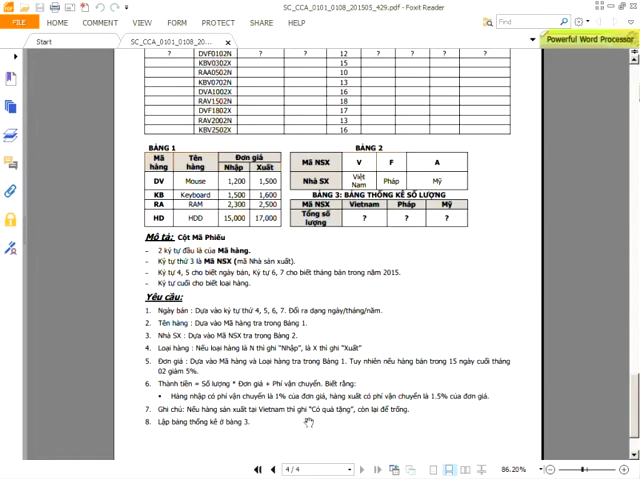 SC_CCA_0101_0108_201505_429.pdf - Foxit Reader
FILE HOME COMMENT VIEW FORM PROTECT SHARE HELP Find
Start SC_CCA_0101_0108_20... Powerful Word Processor
? DVF0102N ? ? 12 ? ? ? ?
KBV0302X 15
RAA0502N 10
KBV0702N 13
DVA1002X 16
RAV1502N 18
DVF1802X 17
RAV2002N 13
KBV2502X 16
BẢNG 1 BẢNG 2
Mã hàng Tên hàng Đơn giá
Nhập Xuất
DV Mouse 1,200 1,500
KB Keyboard 1,500 1,600
RA RAM 2,300 2,500
HD HDD 15,000 17,000
Mã NSX V F A
Nhà SX Việt Nam Pháp Mỹ
BẢNG 3: BẢNG THỐNG KÊ SỐ LƯỢNG
Mã NSX Vietnam Pháp Mỹ
Tổng số lượng ? ? ?
Mô tả: Cột Mã Phiếu
– 2 ký tự đầu là của Mã hàng.
– Ký tự thứ 3 là Mã NSX (mã Nhà sản xuất).
– Ký tự 4, 5 cho biết ngày bán, Ký tự 6, 7 cho biết tháng bán trong năm 2015.
– Ký tự cuối cho biết loại hàng.
Yêu cầu:
1. Ngày bán : Dựa vào ký tự thứ 4, 5, 6, 7. Đổi ra dạng ngày/tháng/năm.
2. Tên hàng : Dựa vào Mã hàng tra trong Bảng 1.
3. Nhà SX : Dựa vào Mã NSX tra trong Bảng 2.
4. Loại hàng : Nếu loại hàng là N thì ghi “Nhập”, là X thì ghi “Xuất”
5. Đơn giá : Dựa vào Mã hàng và Loại hàng tra trong Bảng 1. Tuy nhiên nếu hàng bán trong 15 ngày cuối tháng
02 giảm 5%.
6. Thành tiền = Số lượng * Đơn giá + Phí vận chuyển. Biết rằng:
▪ Hàng nhập có phí vận chuyển là 1% của đơn giá, hàng xuất có phí vận chuyển là 1.5% của đơn giá.
7. Ghi chú: Nếu hàng sản xuất tại Vietnam thì ghi “Có quà tặng”, còn lại để trống.
8. Lập bảng thống kê ở bảng 3.
4 / 4 86.20%